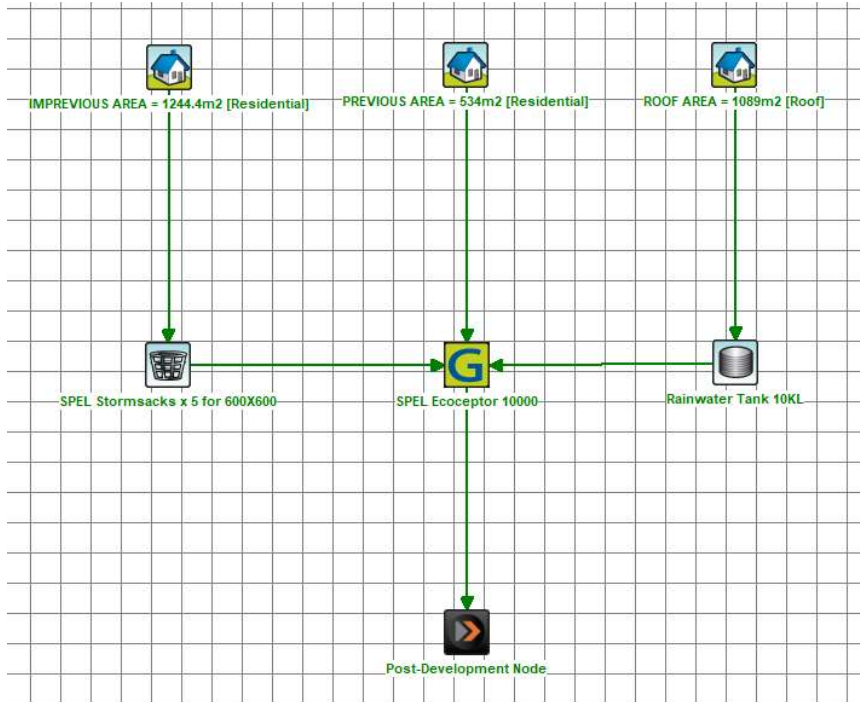 IMPREVIOUS AREA = 1244.4m2 [Residential]
PREVIOUS AREA = 534m2 [Residential]
ROOF AREA = 1089m2 [Roof]
G
SPEL Stormsacks x 5 for 600X600
SPEL Ecoceptor 10000
Rainwater Tank 10KL
Post-Development Node